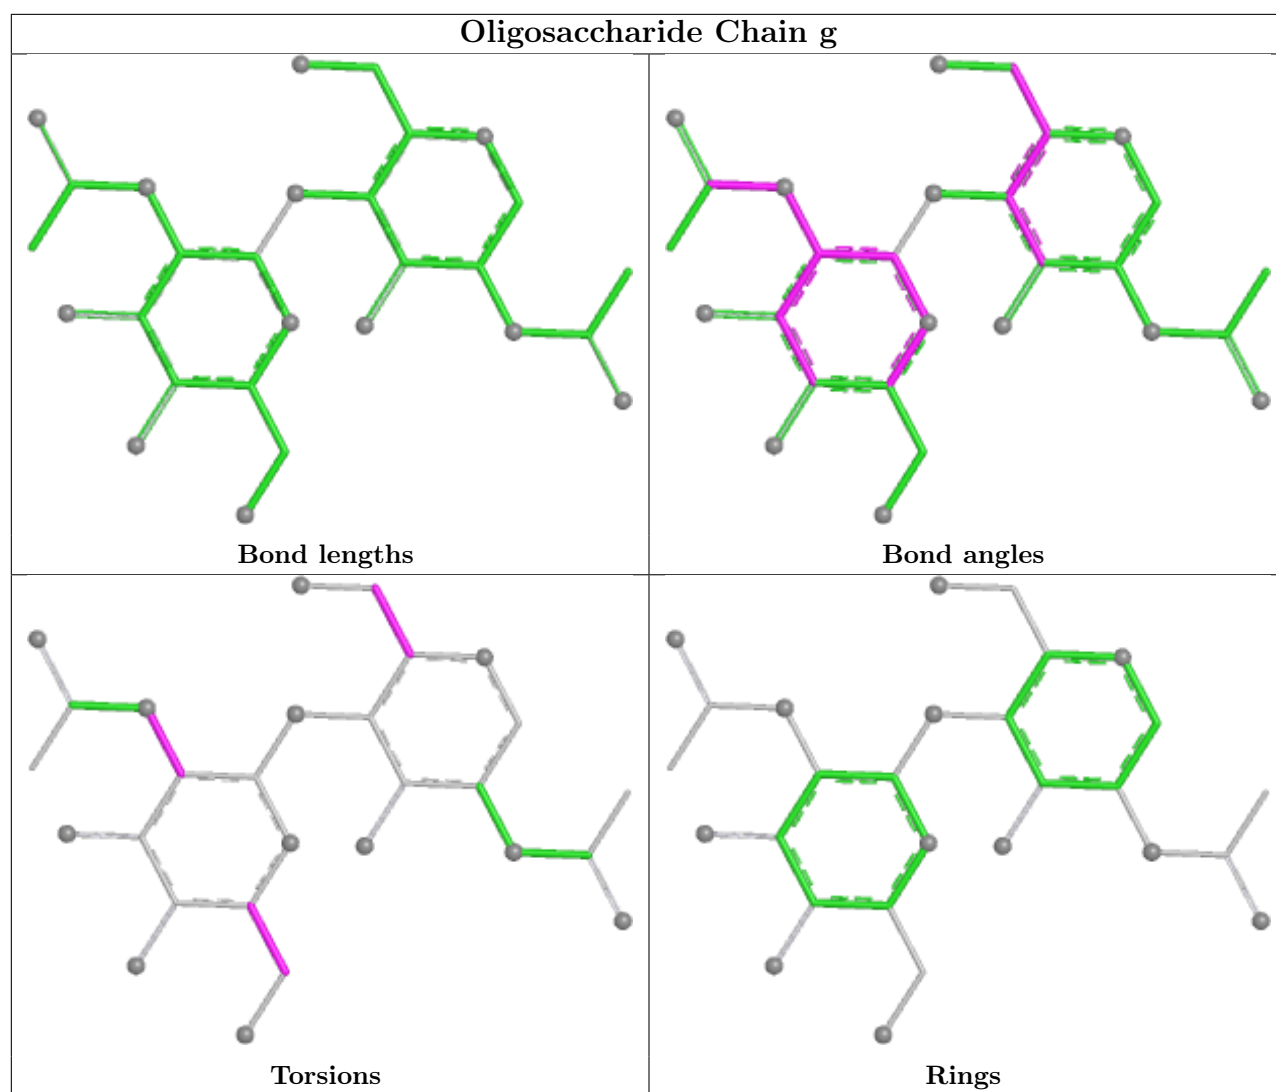 Oligosaccharide Chain g
Bond lengths
Bond angles
Torsions
Rings